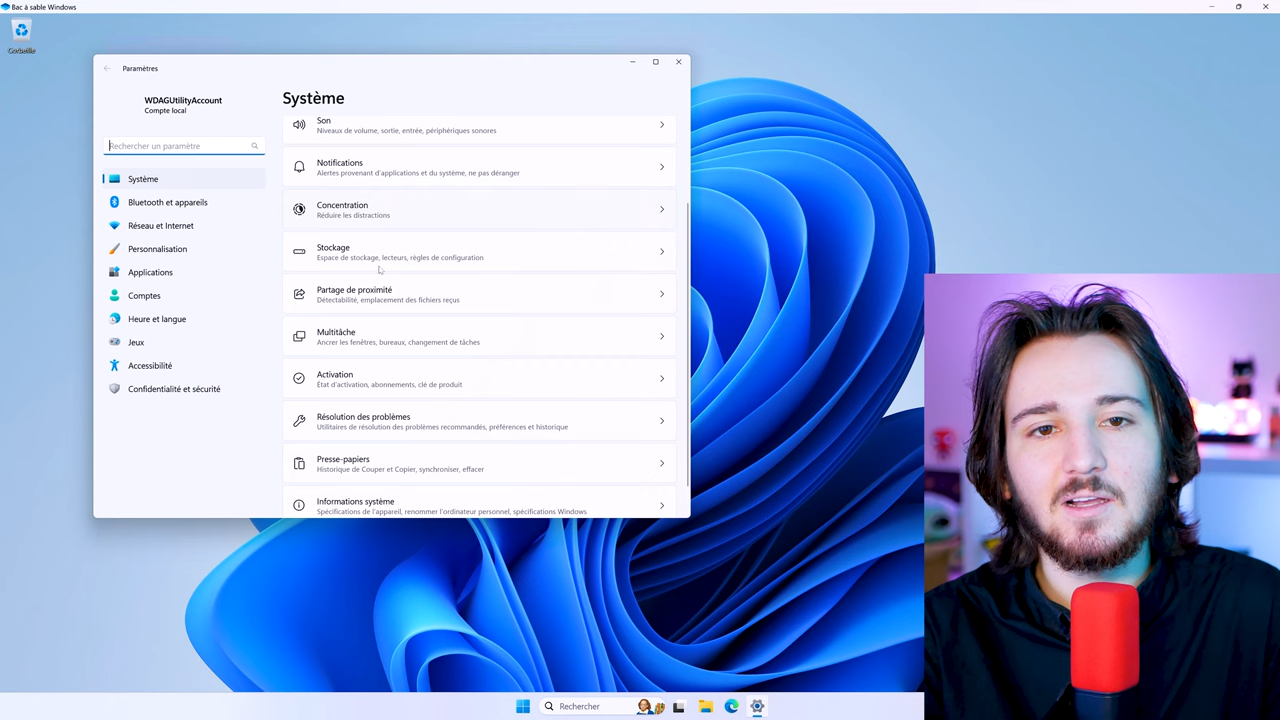 Bac à sable Windows
Corbeille
Paramètres
WDAGUtilityAccount
Compte local
Rechercher un paramètre
Système
Bluetooth et appareils
Réseau et Internet
Personnalisation
Applications
Comptes
Heure et langue
Jeux
Accessibilité
Confidentialité et sécurité
Système
Son
Niveaux de volume, sortie, entrée, périphériques sonores
Notifications
Alertes provenant d'applications et du système, ne pas déranger
Concentration
Réduire les distractions
Stockage
Espace de stockage, lecteurs, règles de configuration
Partage de proximité
Détectabilité, emplacement des fichiers reçus
Multitâche
Ancrer les fenêtres, bureaux, changement de tâches
Activation
État d'activation, abonnements, clé de produit
Résolution des problèmes
Utilitaires de résolution des problèmes recommandés, préférences et historique
Presse-papiers
Historique de Couper et Copier, synchroniser, effacer
Informations système
Spécifications de l'appareil, renommer l'ordinateur personnel, spécifications Windows
Rechercher